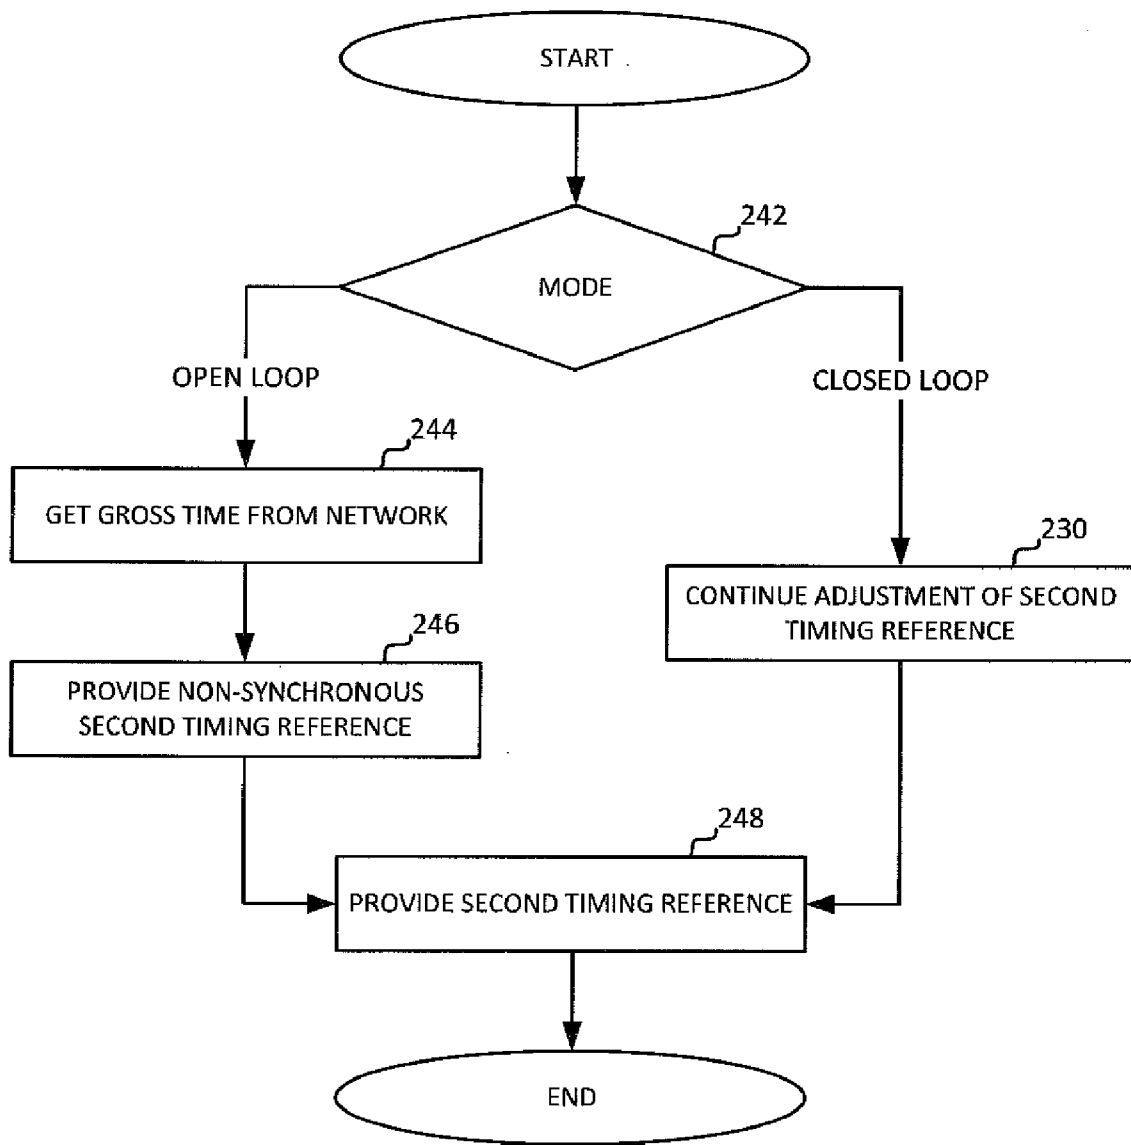 START
242
MODE
OPEN LOOP
CLOSED LOOP
244
GET GROSS TIME FROM NETWORK
230
CONTINUE ADJUSTMENT OF SECOND
TIMING REFERENCE
246
PROVIDE NON-SYNCHRONOUS
SECOND TIMING REFERENCE
248
PROVIDE SECOND TIMING REFERENCE
END